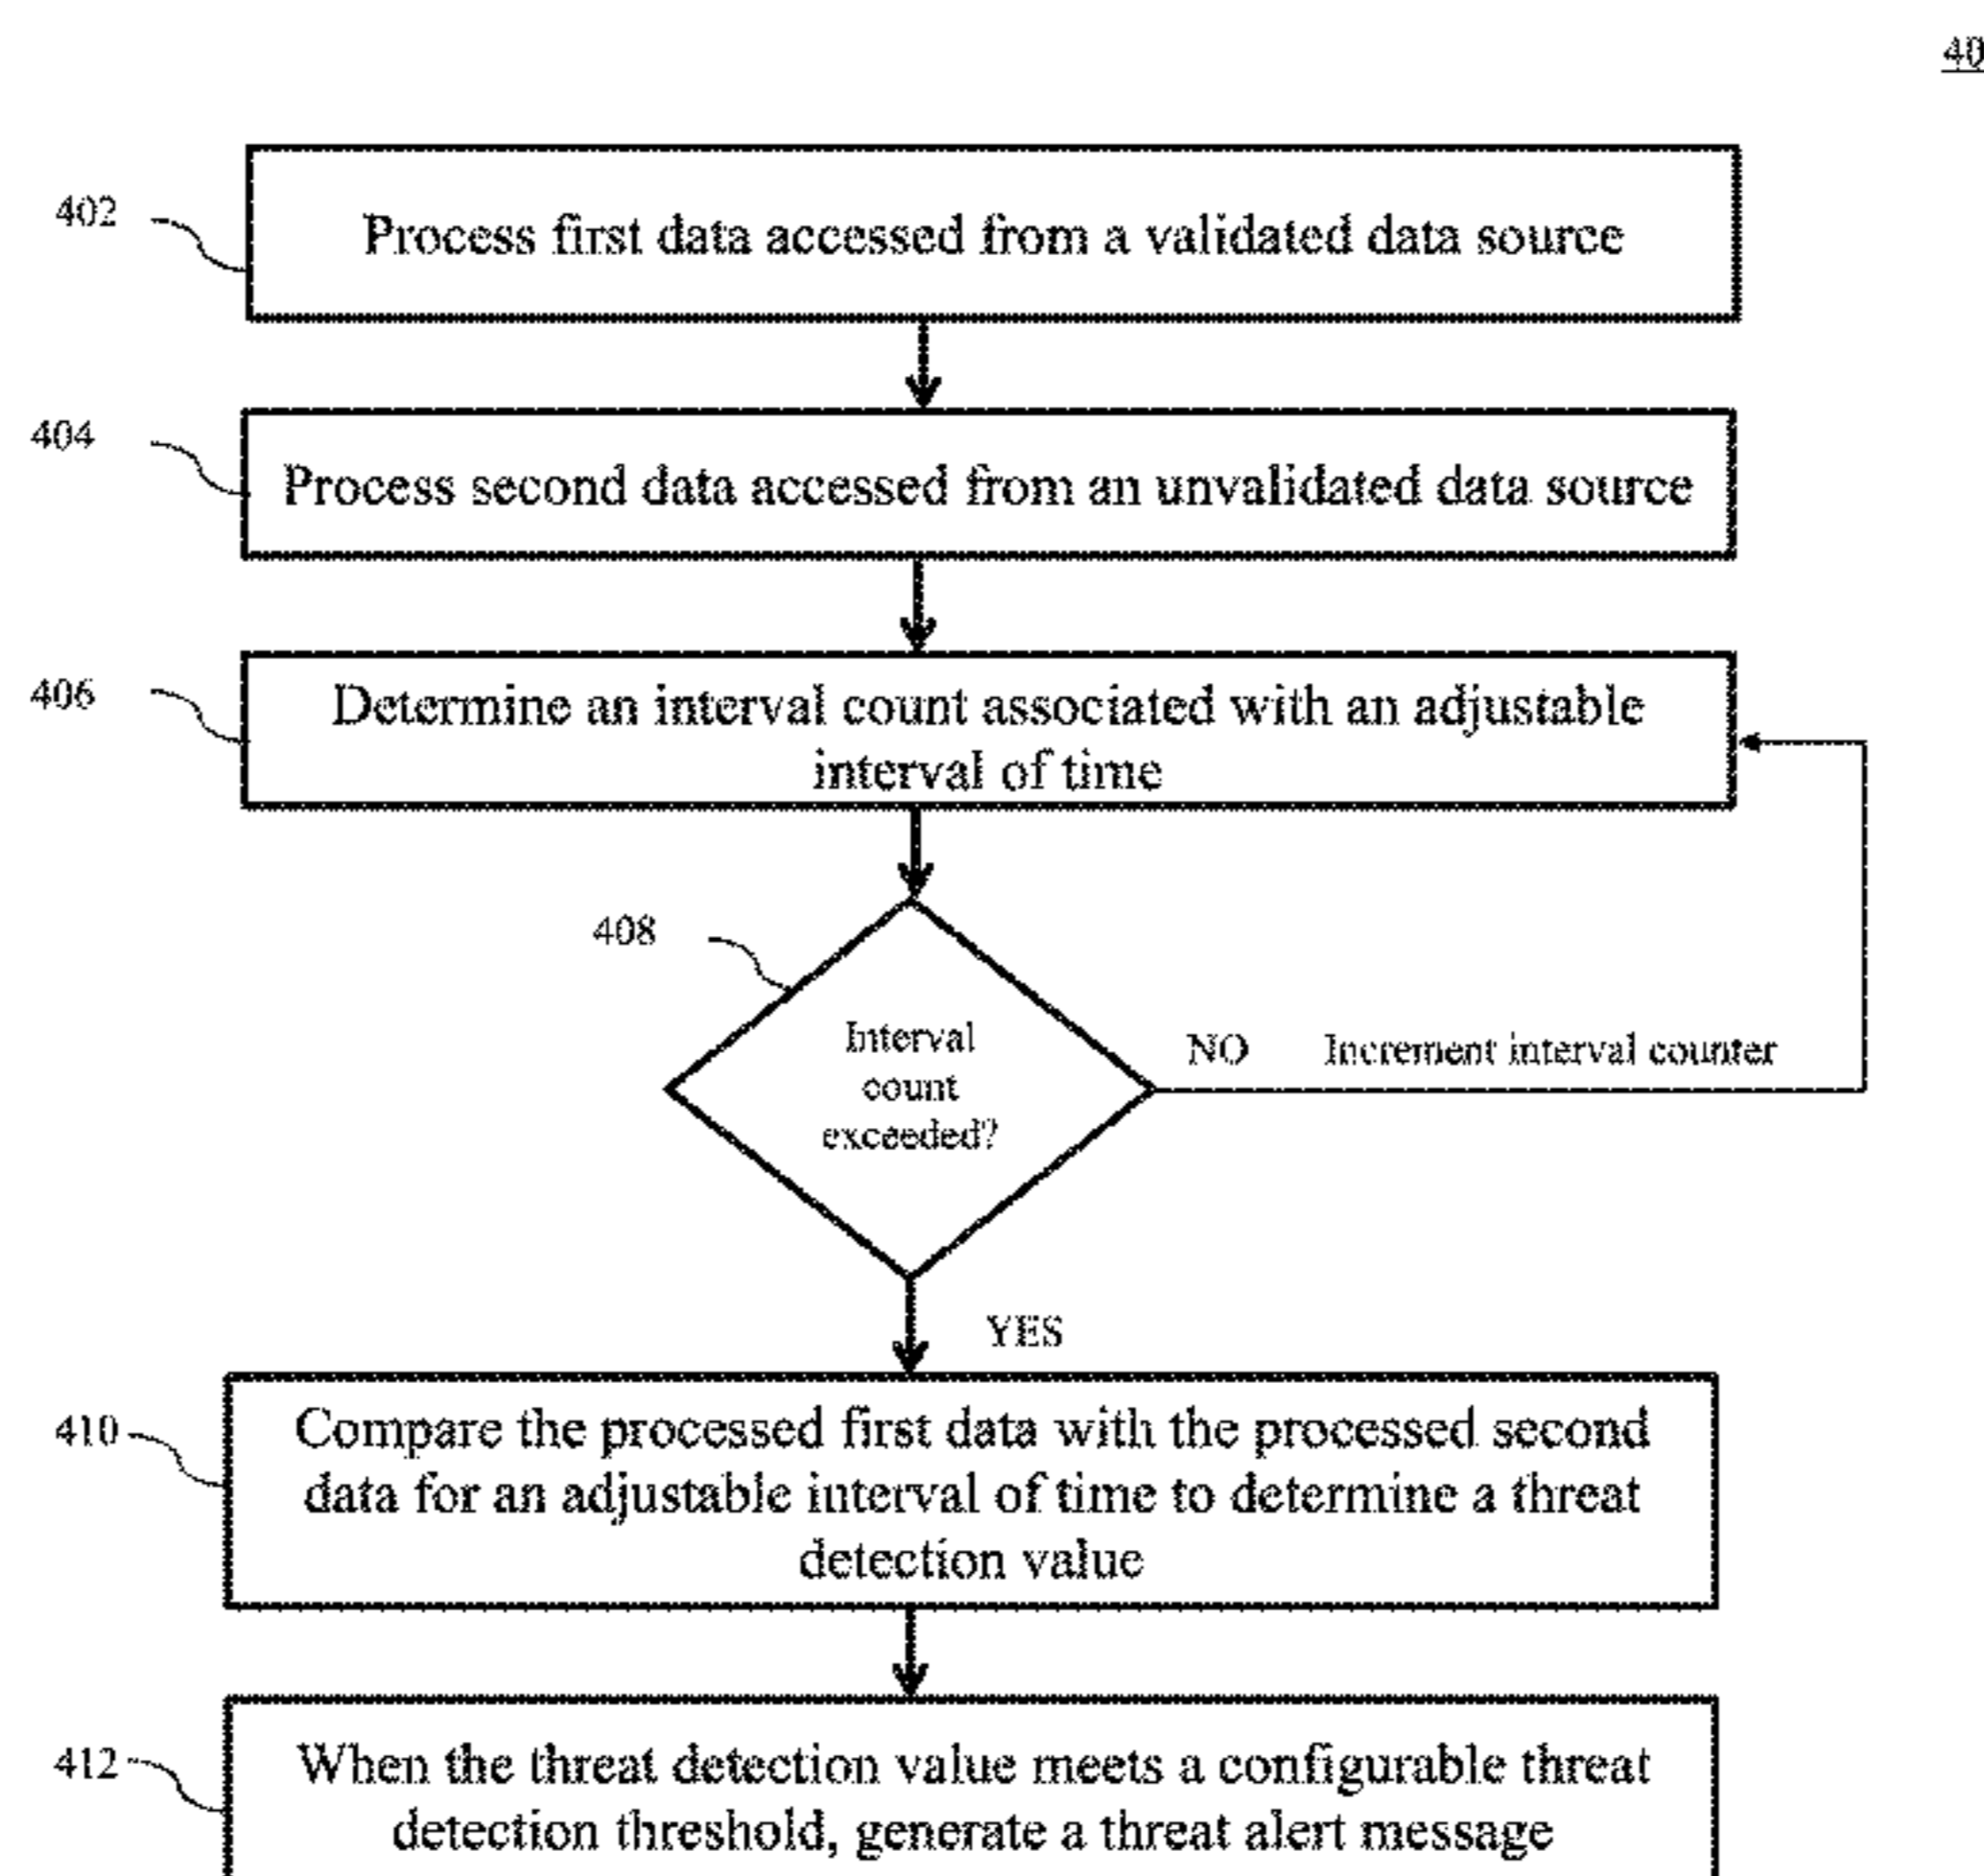 40
402
Process first data accessed from a validated data source
404
Process second data accessed from an unvalidated data source
406
Determine an interval count associated with an adjustable
interval of time
408
Interval
count
exceeded?
NO Increment interval counter
YES
410
Compare the processed first data with the processed second
data for an adjustable interval of time to determine a threat
detection value
412
When the threat detection value meets a configurable threat
detection threshold, generate a threat alert message